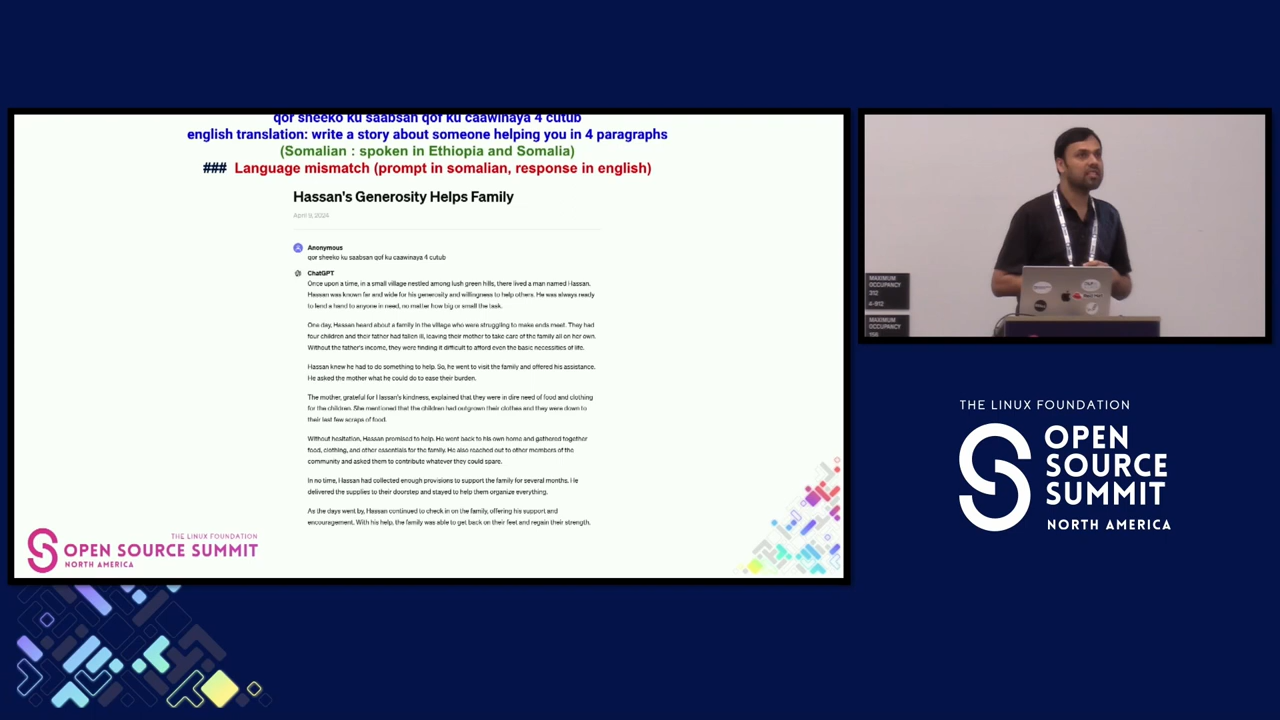 qor sheeko ku saabsan qof ku caawinaya 4 cutub
english translation: write a story about someone helping you in 4 paragraphs
(Somalian : spoken in Ethiopia and Somalia)
### Language mismatch (prompt in somalian, response in english)
Hassan's Generosity Helps Family
April 9, 2024
Anonymous
qor sheeko ku saabsan qof ku caawinaya 4 cutub
ChatGPT
Once upon a time, in a small village nestled among lush green hills, there lived a man named Hassan.
Hassan was known far and wide for his generosity and willingness to help others. He was always ready
to lend a hand to anyone in need, no matter how big or small the task.
One day, Hassan heard about a family in the village who were struggling to make ends meet. They had
four children and their father had fallen ill, leaving their mother to take care of the family all on her own.
Without the father's income, they were finding it difficult to afford even the basic necessities of life.
Hassan knew he had to do something to help. So, he went to visit the family and offered his assistance.
He asked the mother what he could do to ease their burden.
The mother, grateful for Hassan's kindness, explained that they were in dire need of food and clothing
for the children. She mentioned that the children had outgrown their clothes and they were down to
their last few scraps of food.
Without hesitation, Hassan promised to help. He went back to his own home and gathered together
food, clothing, and other essentials for the family. He also reached out to other members of the
community and asked them to contribute whatever they could spare.
In no time, Hassan had collected enough provisions to support the family for several months. He
delivered the supplies to their doorstep and stayed to help them organize everything.
As the days went by, Hassan continued to check in on the family, offering his support and
encouragement. With his help, the family was able to get back on their feet and regain their strength,
THE LINUX FOUNDATION
OPEN SOURCE SUMMIT
NORTH AMERICA
MAXIMUM
OCCUPANCY
312
4-812
MAXIMUM
OCCUPANCY
156
THE LINUX FOUNDATION
OPEN
SOURCE
SUMMIT
NORTH AMERICA